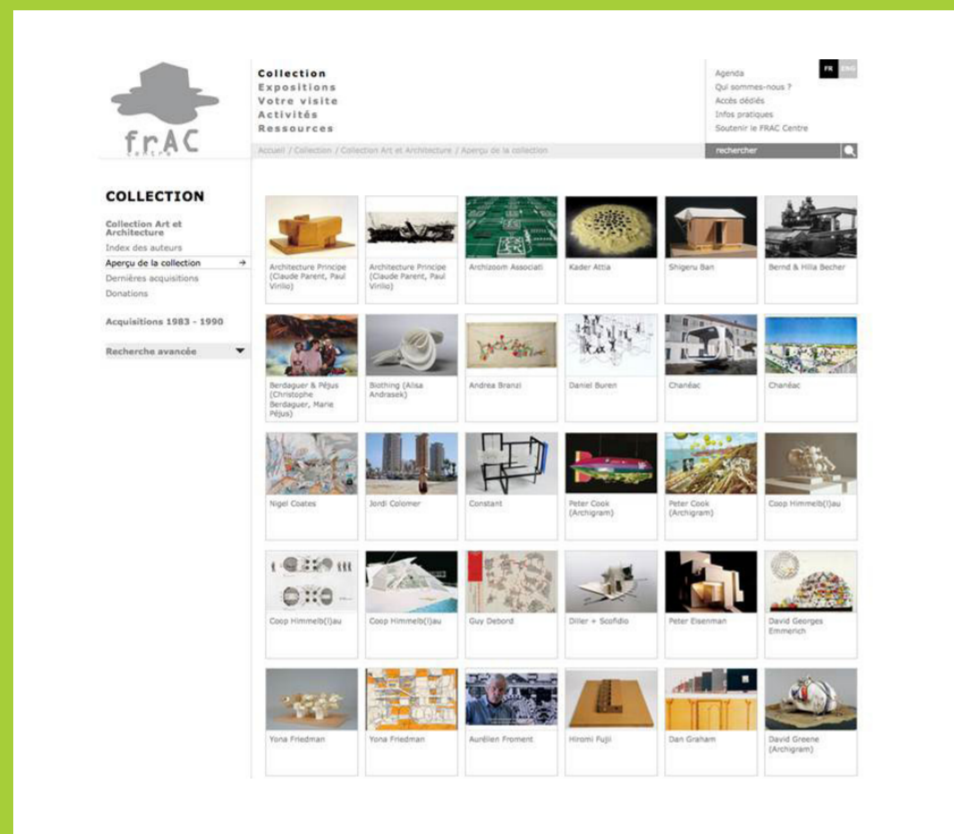 frAC
centre
Collection
Expositions
Votre visite
Activités
Ressources
Agenda
Qui sommes-nous ?
Accès dédiés
Infos pratiques
Soutenir le FRAC Centre
FR ENG
Accueil / Collection / Collection Art et Architecture / Aperçu de la collection
rechercher
COLLECTION
Collection Art et
Architecture
Index des auteurs
Aperçu de la collection
Dernières acquisitions
Donations
Acquisitions 1983 - 1990
Recherche avancée
Architecture Principe
(Claude Parent, Paul
Virilio)
Architecture Principe
(Claude Parent, Paul
Virilio)
Archizoom Associati
Kader Attia
Shigeru Ban
Bernd & Hilla Becher
Berdaguer & Péjus
(Christophe
Berdaguer, Marie
Péjus)
Biothing (Alisa
Andrasek)
Andrea Branzi
Daniel Buren
Chanéac
Chanéac
Nigel Coates
Jordi Colomer
Constant
Peter Cook
(Archigram)
Peter Cook
(Archigram)
Coop Himmelb(l)au
Coop Himmelb(l)au
Coop Himmelb(l)au
Guy Debord
Diller + Scofidio
Peter Eisenman
David Georges
Emmerich
Yona Friedman
Yona Friedman
Aurélien Froment
Hiromi Fujii
Dan Graham
David Greene
(Archigram)